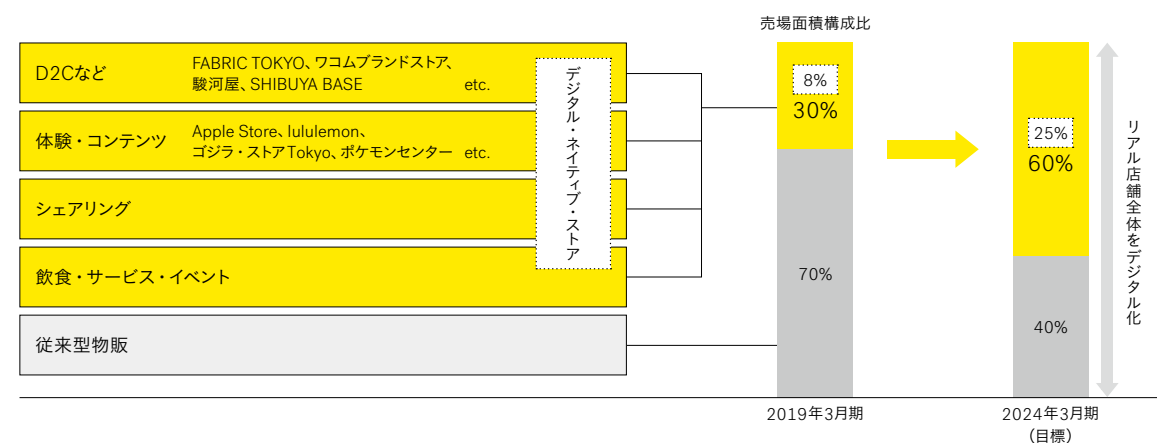 売場面積構成比
D2Cなど
FABRIC TOKYO、ワコムブランドストア、
駿河屋、SHIBUYA BASE etc.
体験・コンテンツ
Apple Store、lululemon、
ゴジラ・ストアTokyo、ポケモンセンター etc.
シェアリング
飲食・サービス・イベント
従来型物販
デジタル・ネイティブ・ストア
8%
30%
70%
2019年3月期
25%
60%
40%
2024年3月期
(目標)
リアル店舗全体をデジタル化